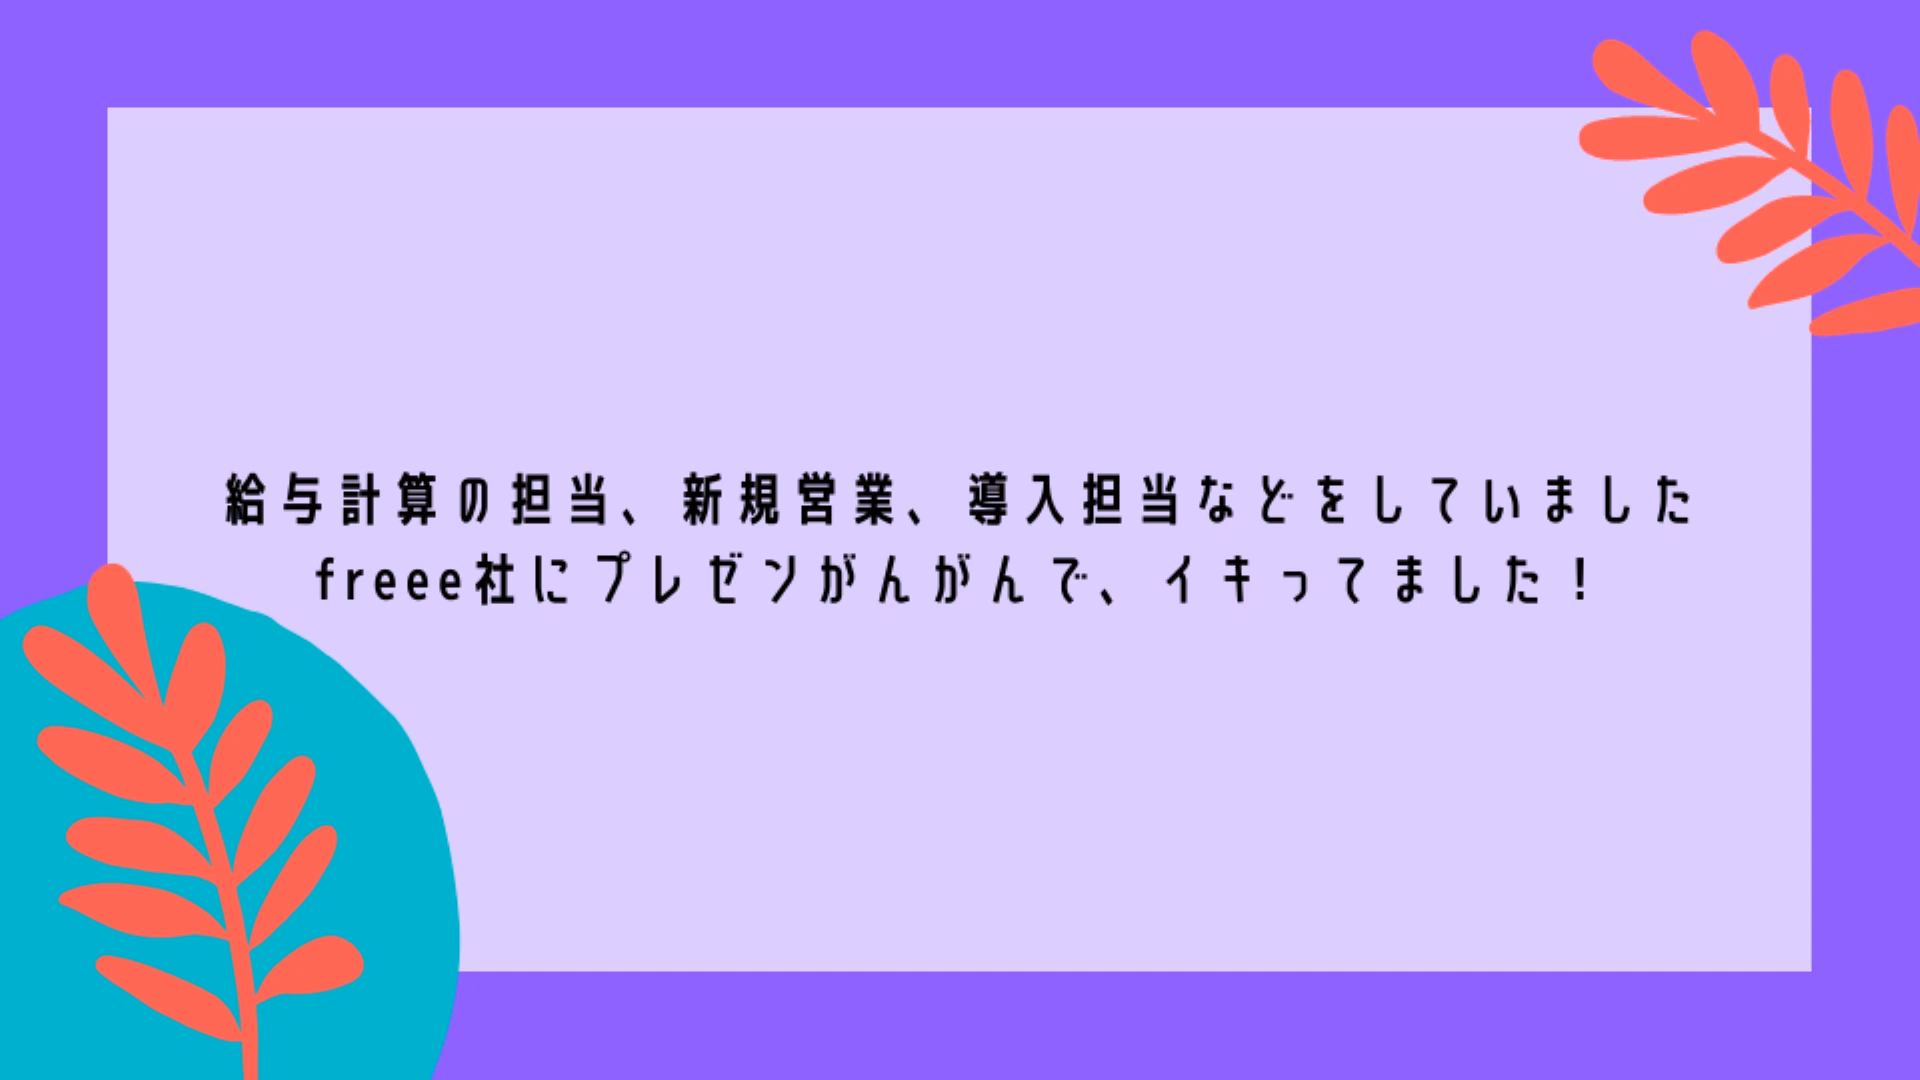 給与計算の担当、新規営業、導入担当などをしていました
freee社にプレゼンがんがんで、イキってました！